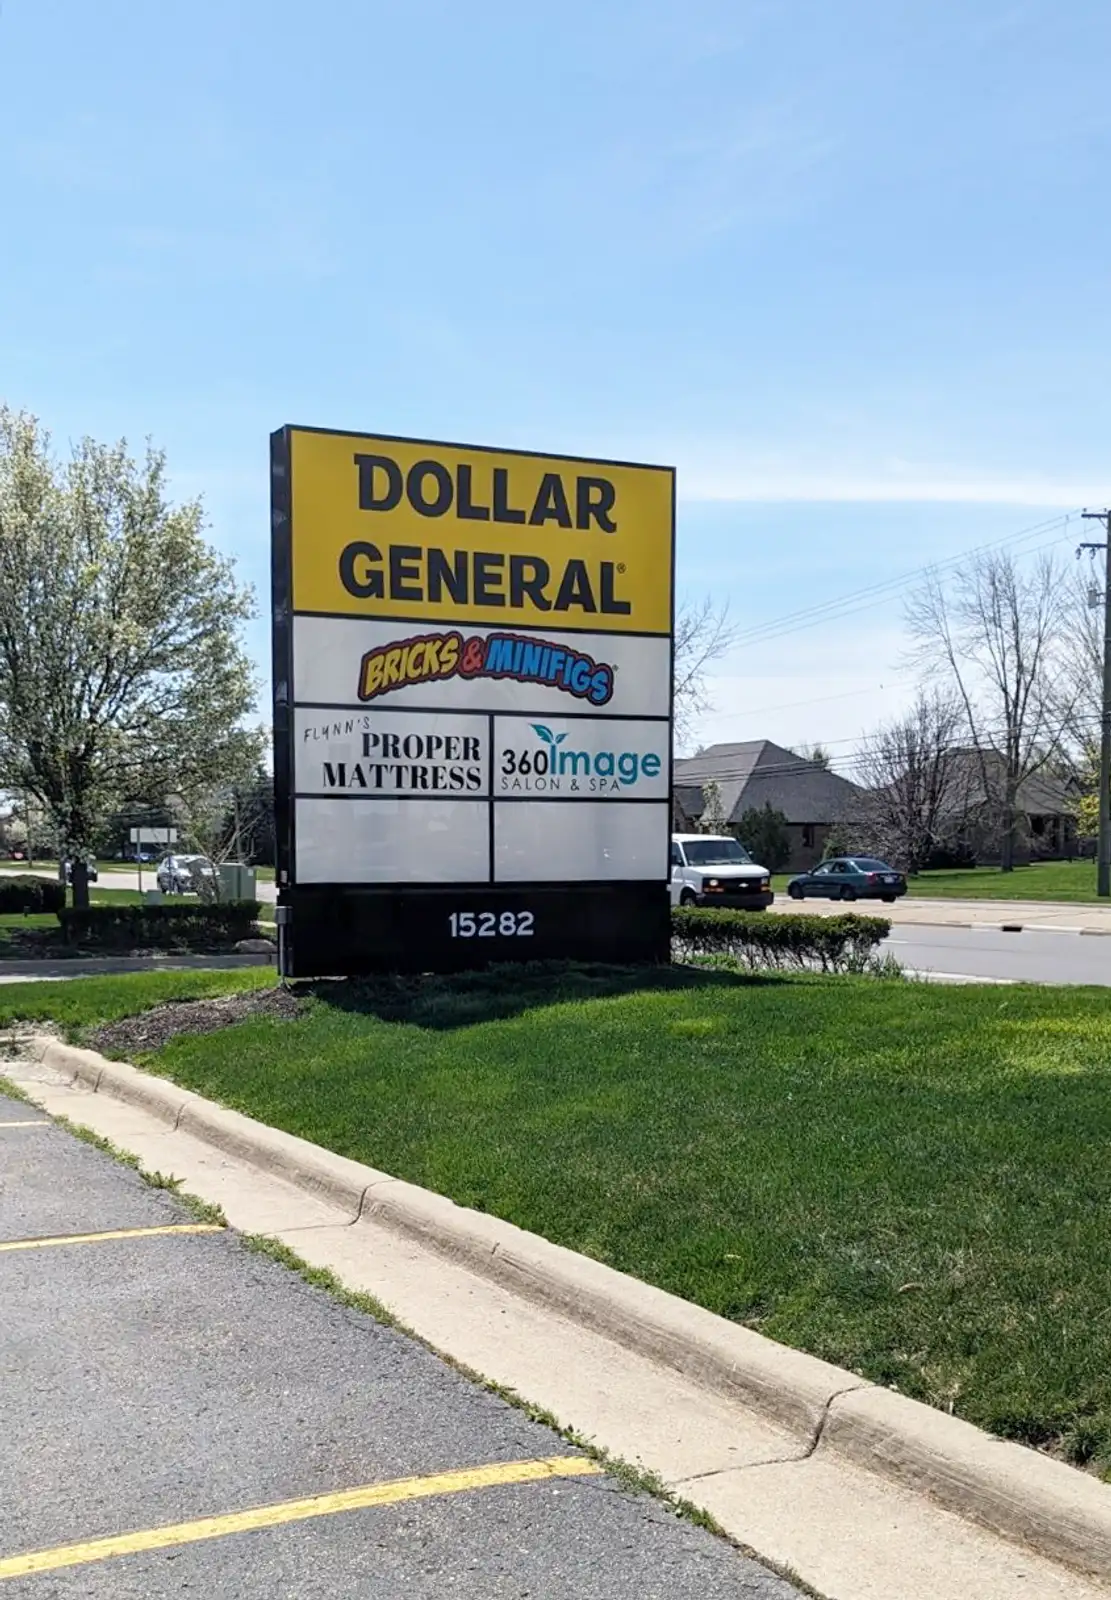 DOLLAR
GENERAL®
BRICKS & MINIFIGS®
FLYNN'S
PROPER
MATTRESS
360image
SALON & SPA
15282